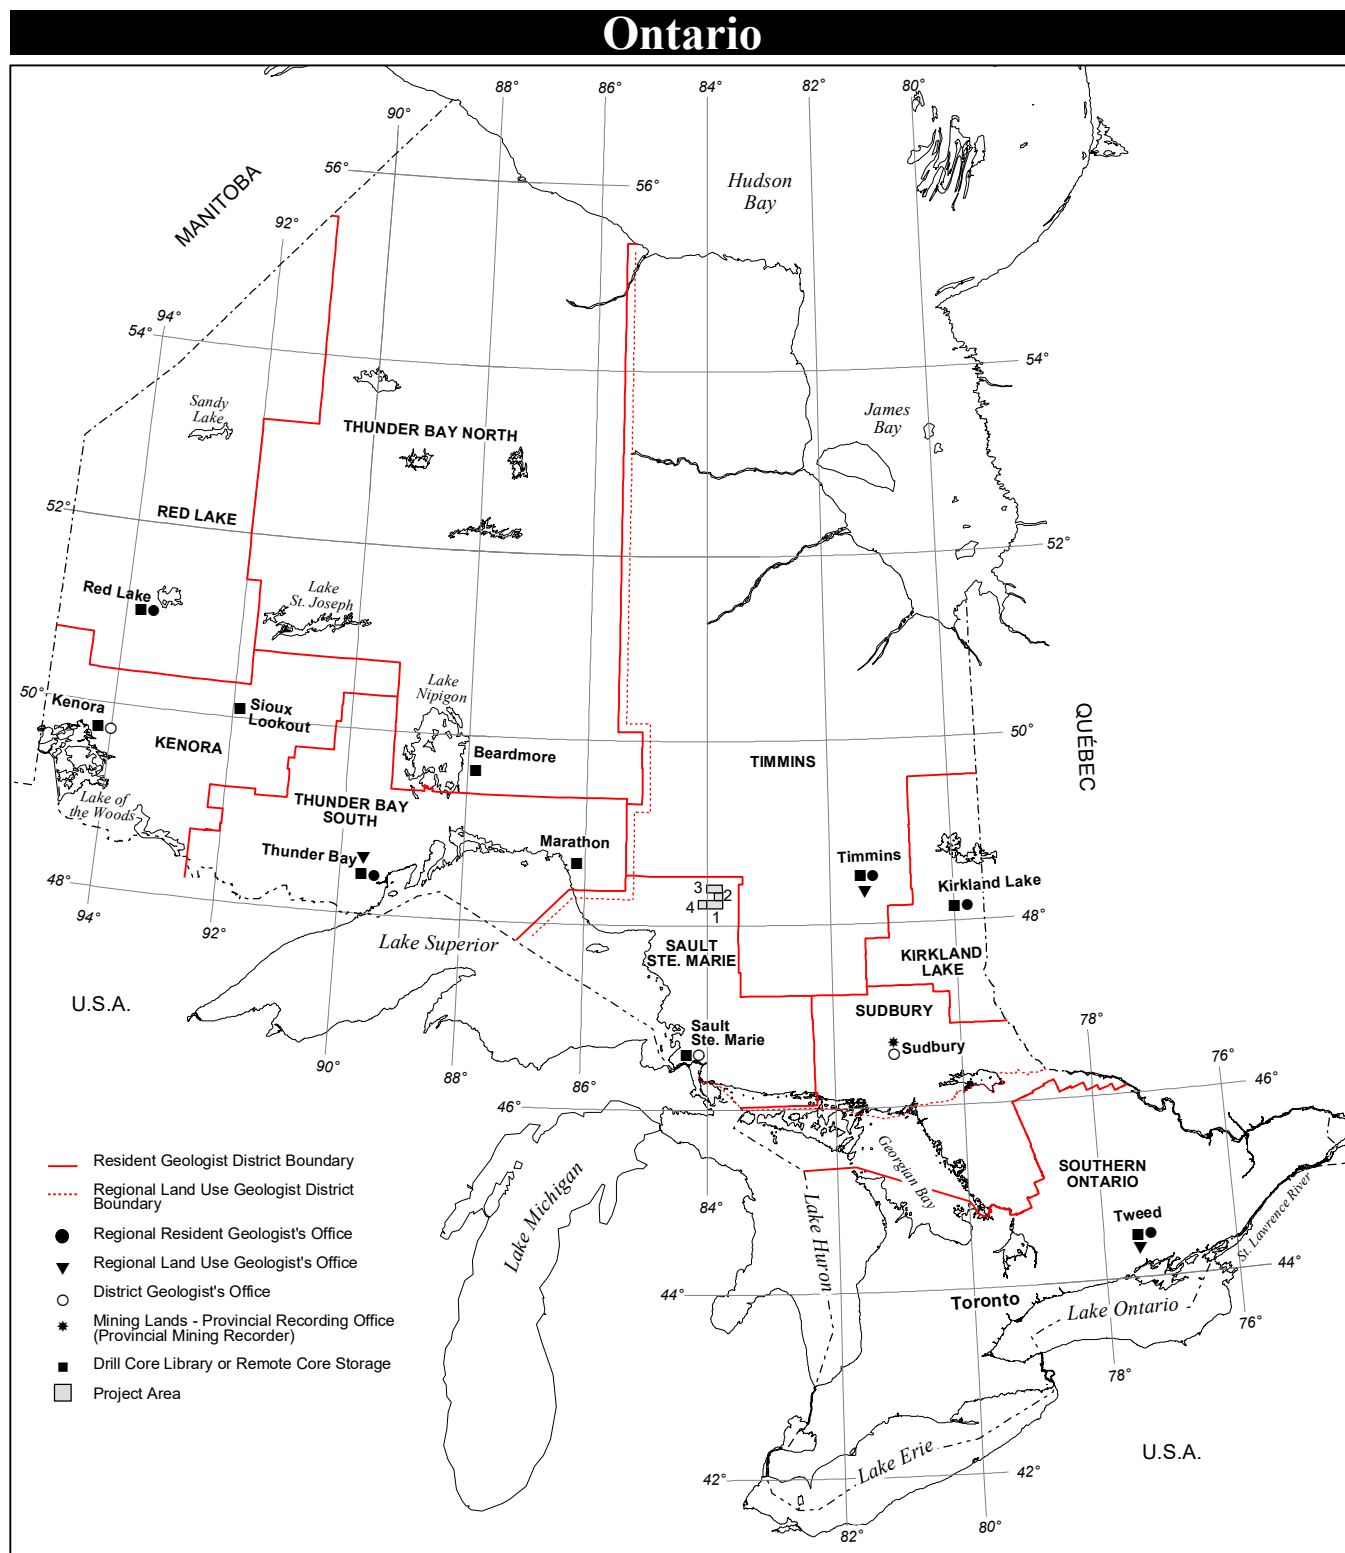 Ontario
88°
86°
84°
82°
80°
90°
56°
56°
Hudson
Bay
MANITOBA
92°
94°
54°
54°
Sandy
Lake
James
Bay
THUNDER BAY NORTH
52°
RED LAKE
52°
Red Lake
Lake
St. Joseph
50°
Kenora
Sioux
Lookout
Lake
Nipigon
50°
QUÉBEC
KENORA
Beardmore
TIMMINS
Lake of
the Woods
THUNDER BAY
SOUTH
Marathon
Thunder Bay
Timmins
48°
94°
92°
3
2
4
1
Kirkland Lake
48°
Lake Superior
SAULT
STE. MARIE
KIRKLAND
LAKE
U.S.A.
SUDBURY
78°
Sault
Ste. Marie
Sudbury
76°
90°
88°
86°
46°
46°
Georgian Bay
Lake Michigan
84°
Lake Huron
SOUTHERN
ONTARIO
Tweed
St. Lawrence River
44°
44°
Toronto
Lake Ontario
76°
78°
Lake Erie
U.S.A.
42°
42°
82°
80°
Resident Geologist District Boundary
Regional Land Use Geologist District
Boundary
Regional Resident Geologist's Office
Regional Land Use Geologist's Office
District Geologist's Office
Mining Lands - Provincial Recording Office
(Provincial Mining Recorder)
Drill Core Library or Remote Core Storage
Project Area